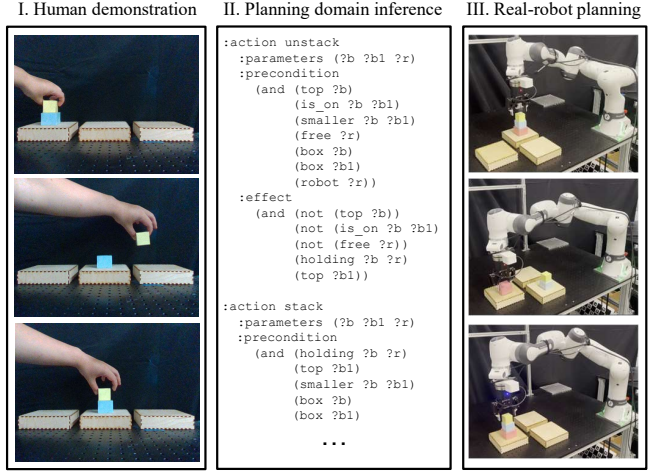 I. Human demonstration
II. Planning domain inference
III. Real-robot planning
:action unstack
:parameters (?b ?b1 ?r)
:precondition
(and (top ?b)
(is_on ?b ?b1)
(smaller ?b ?b1)
(free ?r)
(box ?b)
(box ?b1)
(robot ?r))
:effect
(and (not (top ?b))
(not (is_on ?b ?b1)
(not (free ?r))
(holding ?b ?r)
(top ?b1))
:action stack
:parameters (?b ?b1 ?r)
:precondition
(and (holding ?b ?r)
(top ?b1)
(smaller ?b ?b1)
(box ?b)
(box ?b1)
...